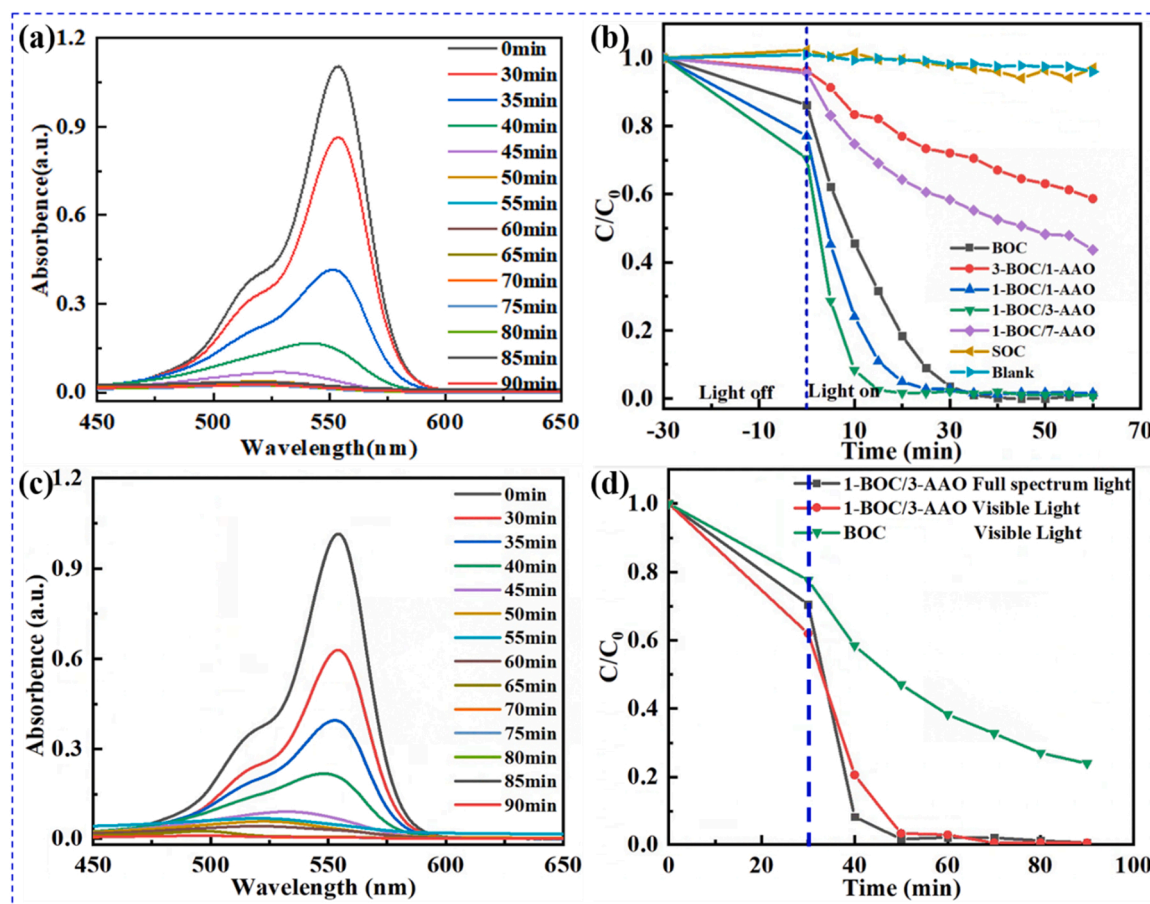 (a)
1.2
0.9
0.6
0.3
0.0
Absorbence(a.u.)
450
500
550
600
650
Wavelength(nm)
0min
30min
35min
40min
45min
50min
55min
60min
65min
70min
75min
80min
85min
90min
(b)
1.0
0.8
0.6
0.4
0.2
0.0
C/C0
BOC
3-BOC/1-AAO
1-BOC/1-AAO
1-BOC/3-AAO
1-BOC/7-AAO
SOC
Blank
Light off
Light on
-30
-10
10
30
50
70
Time (min)
(c)
1.2
0.9
0.6
0.3
0.0
Absorbence (a.u.)
450
500
550
600
650
Wavelength (nm)
0min
30min
35min
40min
45min
50min
55min
60min
65min
70min
75min
80min
85min
90min
(d)
1.0
0.8
0.6
0.4
0.2
0.0
C/C0
1-BOC/3-AAO Full spectrum light
1-BOC/3-AAO Visible Light
BOC Visible Light
0
20
40
60
80
100
Time (min)